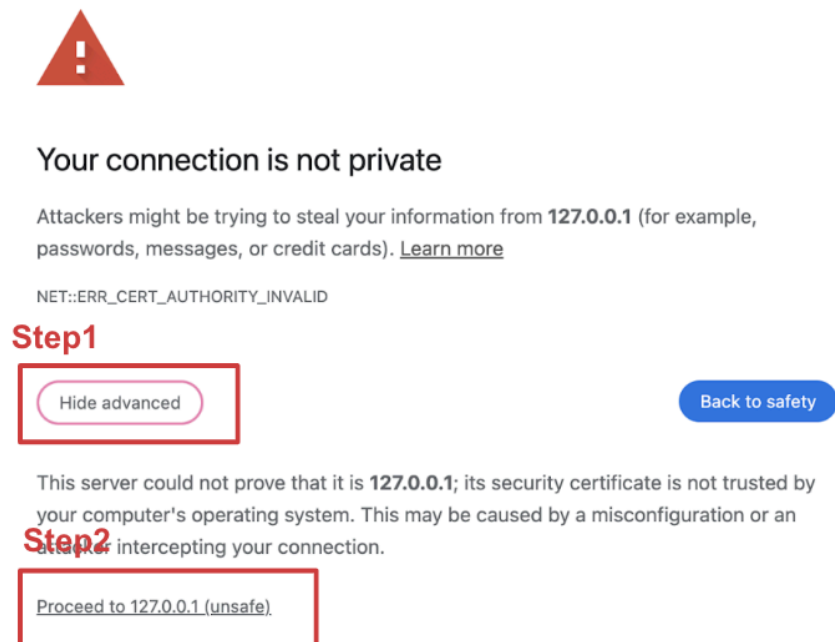 Your connection is not private
Attackers might be trying to steal your information from 127.0.0.1 (for example,
passwords, messages, or credit cards). Learn more
NET::ERR_CERT_AUTHORITY_INVALID
Step1
Hide advanced
Back to safety
This server could not prove that it is 127.0.0.1; its security certificate is not trusted by
your computer's operating system. This may be caused by a misconfiguration or an
Step2
attacker intercepting your connection.
Proceed to 127.0.0.1 (unsafe)